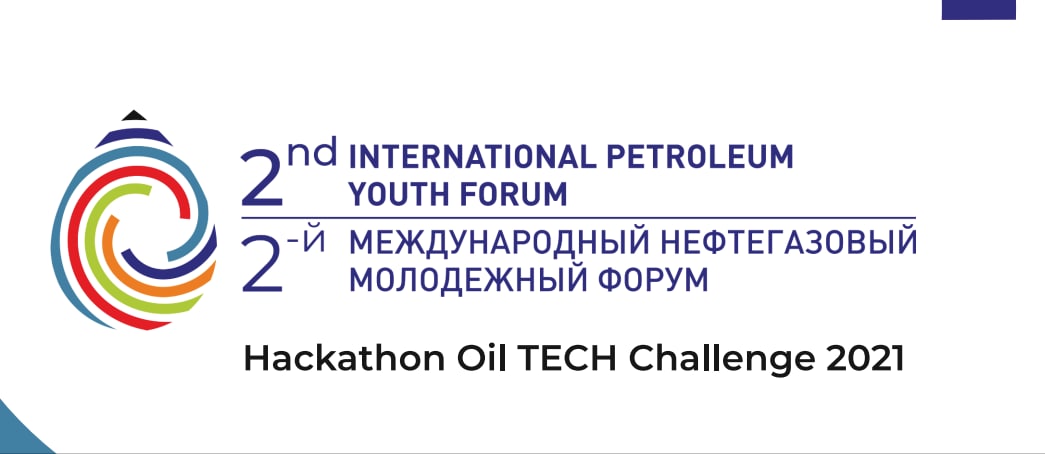 2nd INTERNATIONAL PETROLEUM
YOUTH FORUM
2-й МЕЖДУНАРОДНЫЙ НЕФТЕГАЗОВЫЙ
МОЛОДЕЖНЫЙ ФОРУМ
Hackathon Oil TECH Challenge 2021